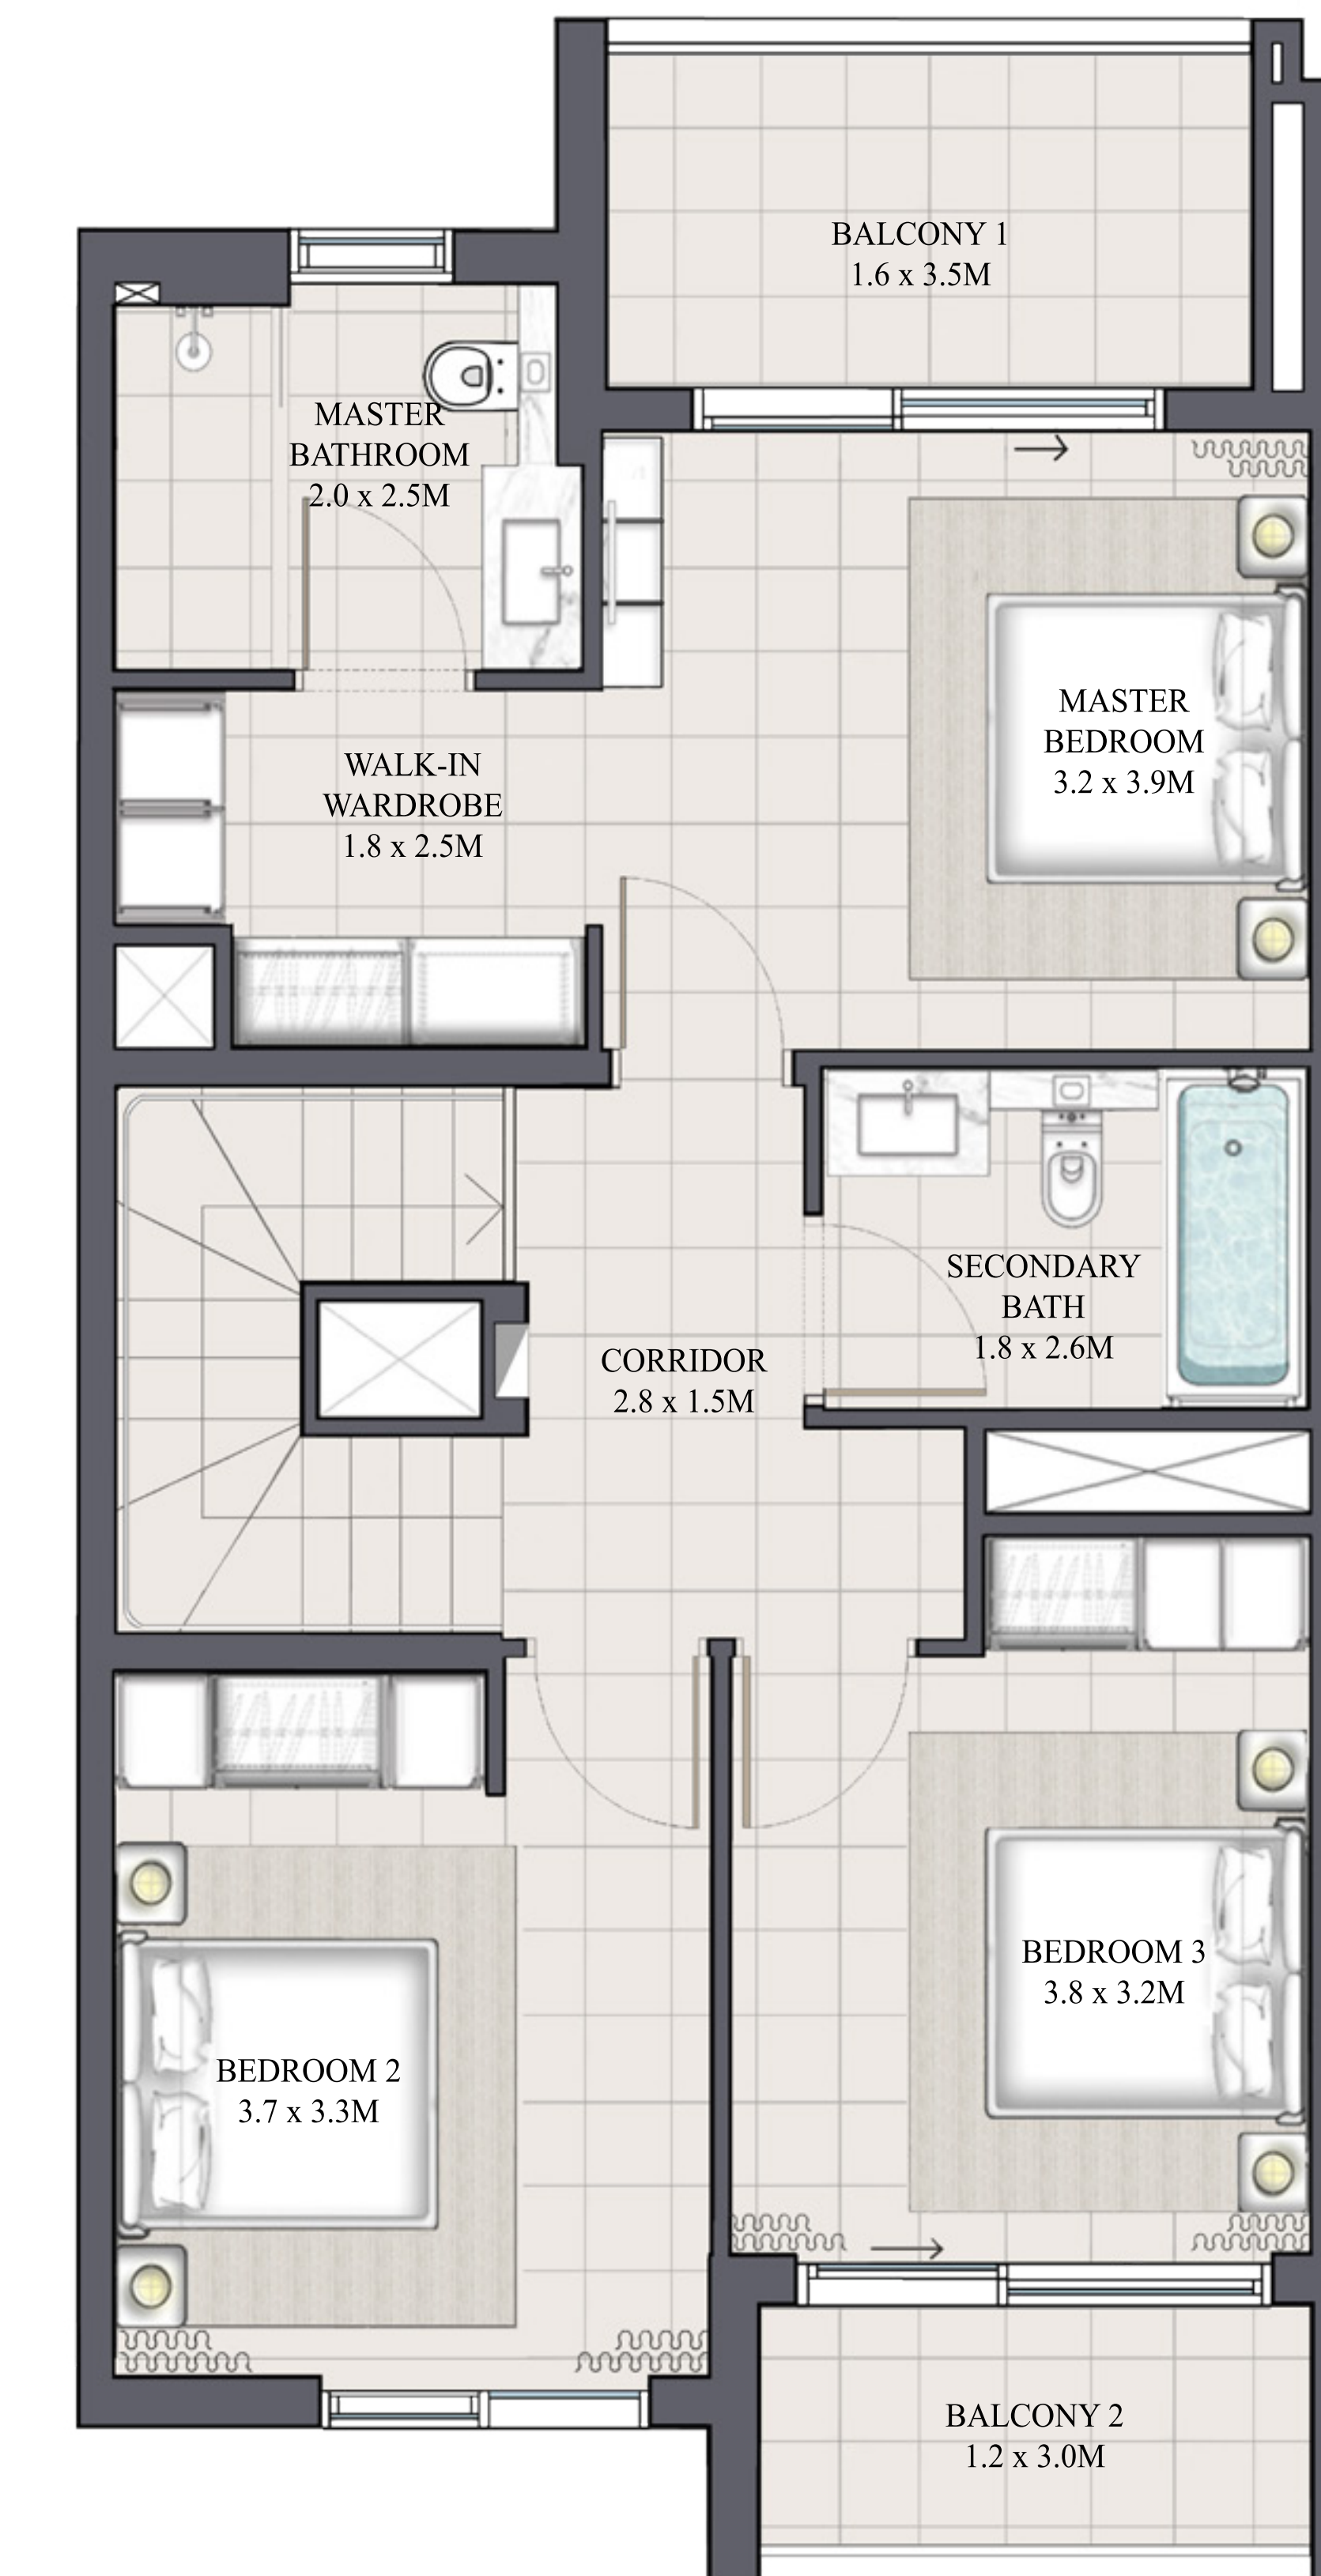 BALCONY 1
1.6 x 3.5M
MASTER
BATHROOM
2.0 x 2.5M
MASTER
BEDROOM
3.2 x 3.9M
WALK-IN
WARDROBE
1.8 x 2.5M
SECONDARY
BATH
1.8 x 2.6M
CORRIDOR
2.8 x 1.5M
BEDROOM 3
3.8 x 3.2M
BEDROOM 2
3.7 x 3.3M
BALCONY 2
1.2 x 3.0M